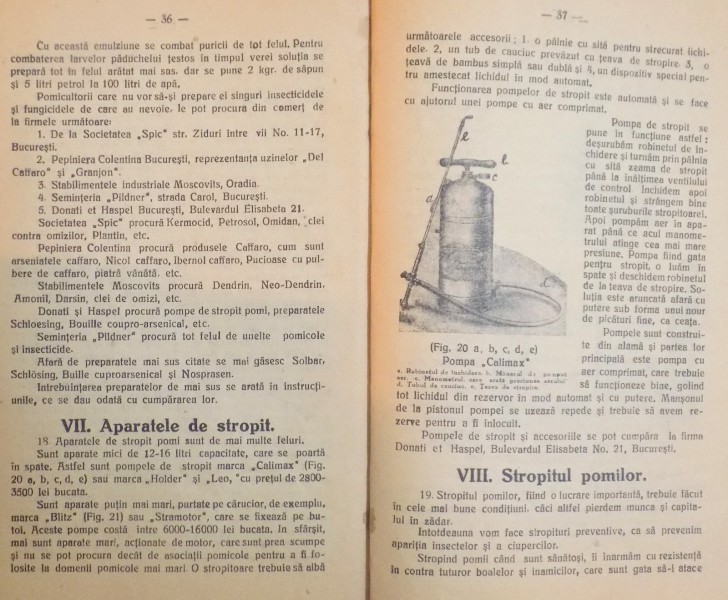 — 36 —
Cu această emulziune se combat puricii de tot felul. Pentru
combaterea larvelor păduchelui țestos în timpul verei soluția se
prepară tot în felul arătat mai sus. dar se pune 2 kgr. de săpun
și 5 litri petrol la 100 litri de apă.
Pomicultorii care nu vor să-și prepare ei singuri insecticidele
și fungicidele de care au nevoie. le pot procura din comerț de
la firmele următoare:
1. De la Societatea „Spic" str. Ziduri între vii No. 11-17,
București.
2. Pepiniera Colentina București, reprezentanța uzinelor „Del
Caffaro" și „Granjon".
3. Stabilimentele industriale Moscovits, Oradia.
4. Semințeria „Pildner", strada Carol, București.
5. Donati et Haspel București, Bulevardul Elisabeta 21.
Societatea „Spic" procură Kermocid, Petrosol, Omidan, clei
contra omizilor, Plantin, etc.
Pepiniera Colentina procură produsele Caffaro, cum sunt
arseniatele caffaro, Nicol caffaro, Ibernol caffaro, Pucioase cu pul-
bere de caffaro, piatră vânătă, etc.
Stabilimentele Moscovits procură Dendrin, Neo-Dendrin,
Amonil, Darsin, clei de omizi, etc.
Donati și Haspel procură pompe de stropit pomi, preparatele
Schloesing, Bouille coupro-arsenical, etc.
Semințeria „Pildner" procură tot felul de unelte pomicole
și insecticide.
Afară de preparatele mai sus citate se mai găsesc Solbar,
Schlösing, Bouille cuproarsenical și Nosprasen.
Intrebuințarea preparatelor de mai sus se arată în instrucți-
unile, ce se dau odată cu cumpărarea lor.
VII. Aparatele de stropit.
18. Aparatele de stropit pomi sunt de mai multe feluri.
Sunt aparate mici de 12-16 litri capacitate, care se poartă
în spate. Astfel sunt pompele de stropit marca „Calimax" (Fig.
20 a, b, c, d, e) sau marca „Holder" și „Leo, "cu prețul de 2800-
3500 lei bucata.
Sunt aparate puțin mai mari, purtate pe cărucior, de exemplu,
marca „Blitz" (Fig. 21) sau „Stramotor", care se fixează pe bu-
toi. Aceste pompe costă între 6000-16000 lei bucata. In sfârșit,
mai sunt aparate mari, acționate de motor, care sunt prea scumpe
și nu se pot procura decât de asociații pomicole pentru a fi fo-
losite la domenii pomicole mai mari. O stropitoare trebuie să aibă
— 37 —
următoarele accesorii; 1. o pâlnie cu sită pentru strecurat lichi-
dele. 2, un tub de cauciuc prevăzut cu țeava de stropire. 3, o
țeavă de bambus simplă sau dublă și 4, un dispozitiv special pen-
tru amestecat lichidul în mod automat.
Funcționarea pompelor de stropit este automată și se face
cu ajutorul unei pompe cu aer comprimat.
Pompa de stropit se
pune în funcțiune astfel:
deșurubăm robinetul de în-
chidere și turnăm prin pâlnia
cu sită zeama de stropit
până la înălțimea ventilului
de control. Inchidem apoi
robinetul și strângem bine
toate șuruburile stropitoarei.
Apoi pompăm aer în apa-
rat până ce acul manome-
trului atinge cea mai mare
presiune. Pompa fiind gata
pentru stropit, o luăm în
spate și deschidem robinetul
de la țeava de stropire. So-
luția este aruncată afară cu
putere sub forma unui nour
de picături fine, ca ceața.
Pompele sunt construi-
te din alamă și partea lor
principală este pompa cu
aer comprimat, care trebuie
să funcționeze bine, golind
e
b
l
c
a
C
(Fig. 20 a, b, c, d, e)
Pompa „Calimax"
a. Robinetul de închidere. b. Mânerul de pompat
aer. c. Manometrul, care arată presiunea aerului
d. Tubul de cauciuc. e. Țeava de stropire.
tot lichidul din rezervor în mod automat și cu putere. Manșonul
de la pistonul pompei se uzează repede și trebuie să avem re-
zerve pentru a fi înlocuit.
Pompele de stropit și accesoriile se pot cumpăra la firma
Donati et Haspel, Bulevardul Elisabeta No. 21, București.
VIII. Stropitul pomilor.
19. Stropitul pomilor, fiind o lucrare importantă, trebuie făcut
în cele mai bune condițiuni. căci altfel pierdem munca și capita-
lul în zădar.
Intotdeauna vom face stropituri preventive, ca să prevenim
apariția insectelor și a ciupercilor.
Stropind pomii când sunt sănătoși, îi înarmăm cu rezistență
în contra tuturor boalelor și inamicilor, care sunt gata să-i atace